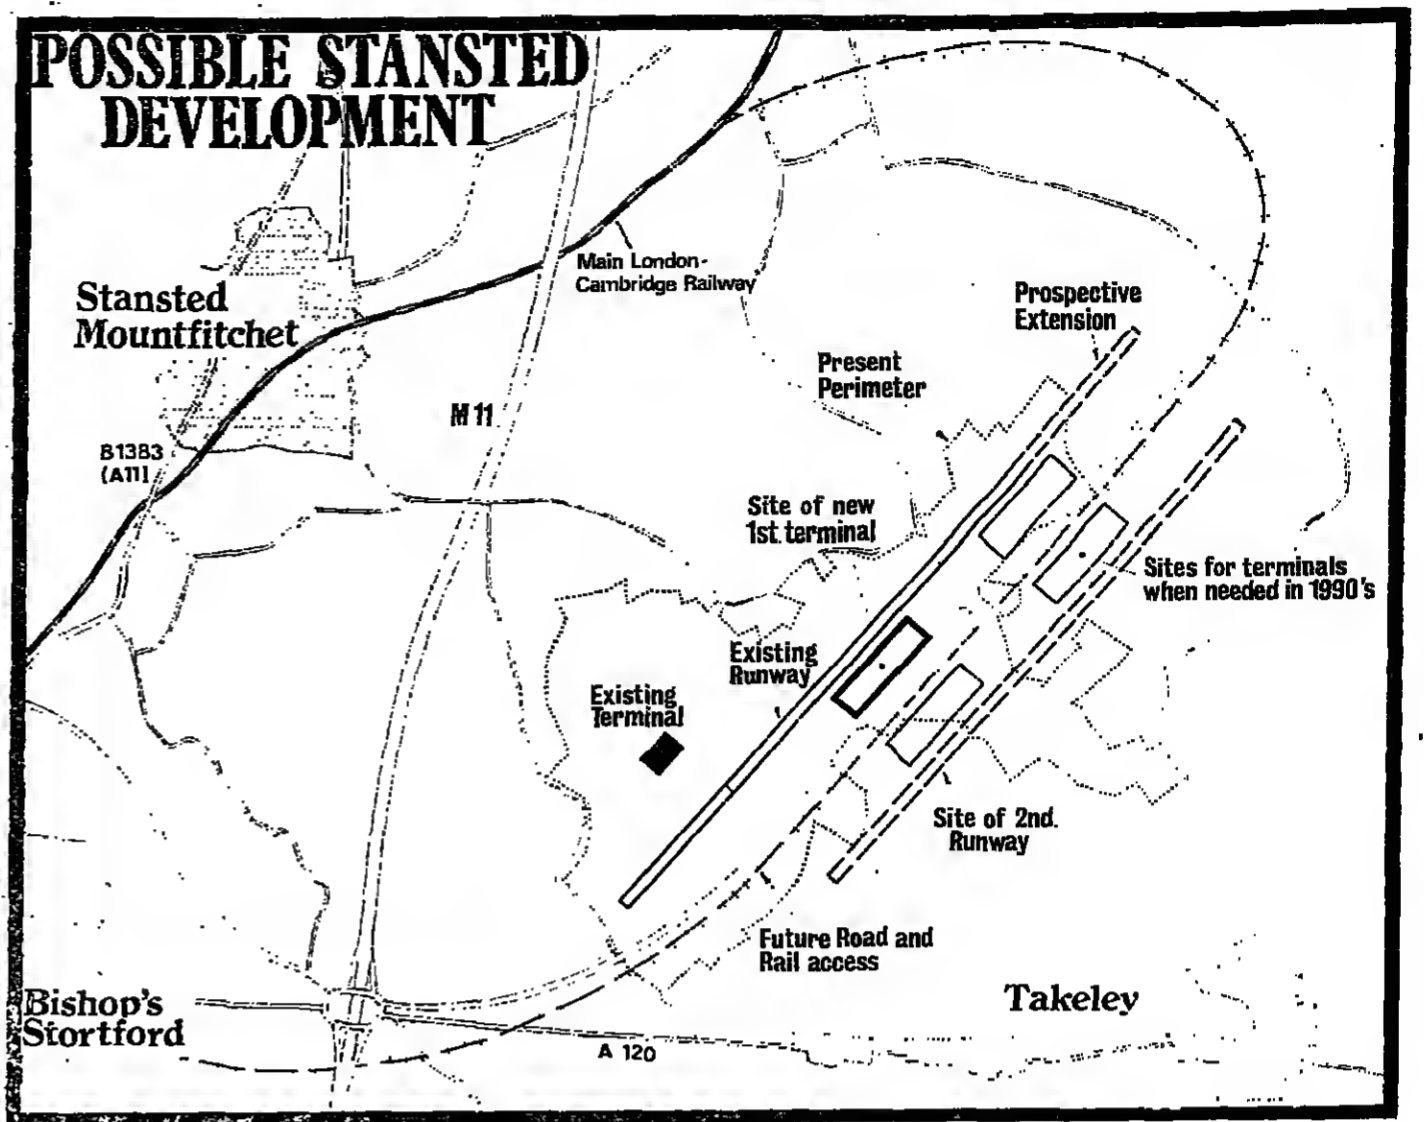 POSSIBLE STANSTED
DEVELOPMENT
Main London-
Cambridge Railway
Stansted
Mountfitchet
Prospective
Extension
Present
Perimeter
M 11
B1383
(A11)
Site of new
1st. terminal
Sites for terminals
when needed in 1990's
Existing
Runway
Existing
Terminal
Site of 2nd.
Runway
Future Road and
Rail access
Takeley
Bishop's
Stortford
A 120